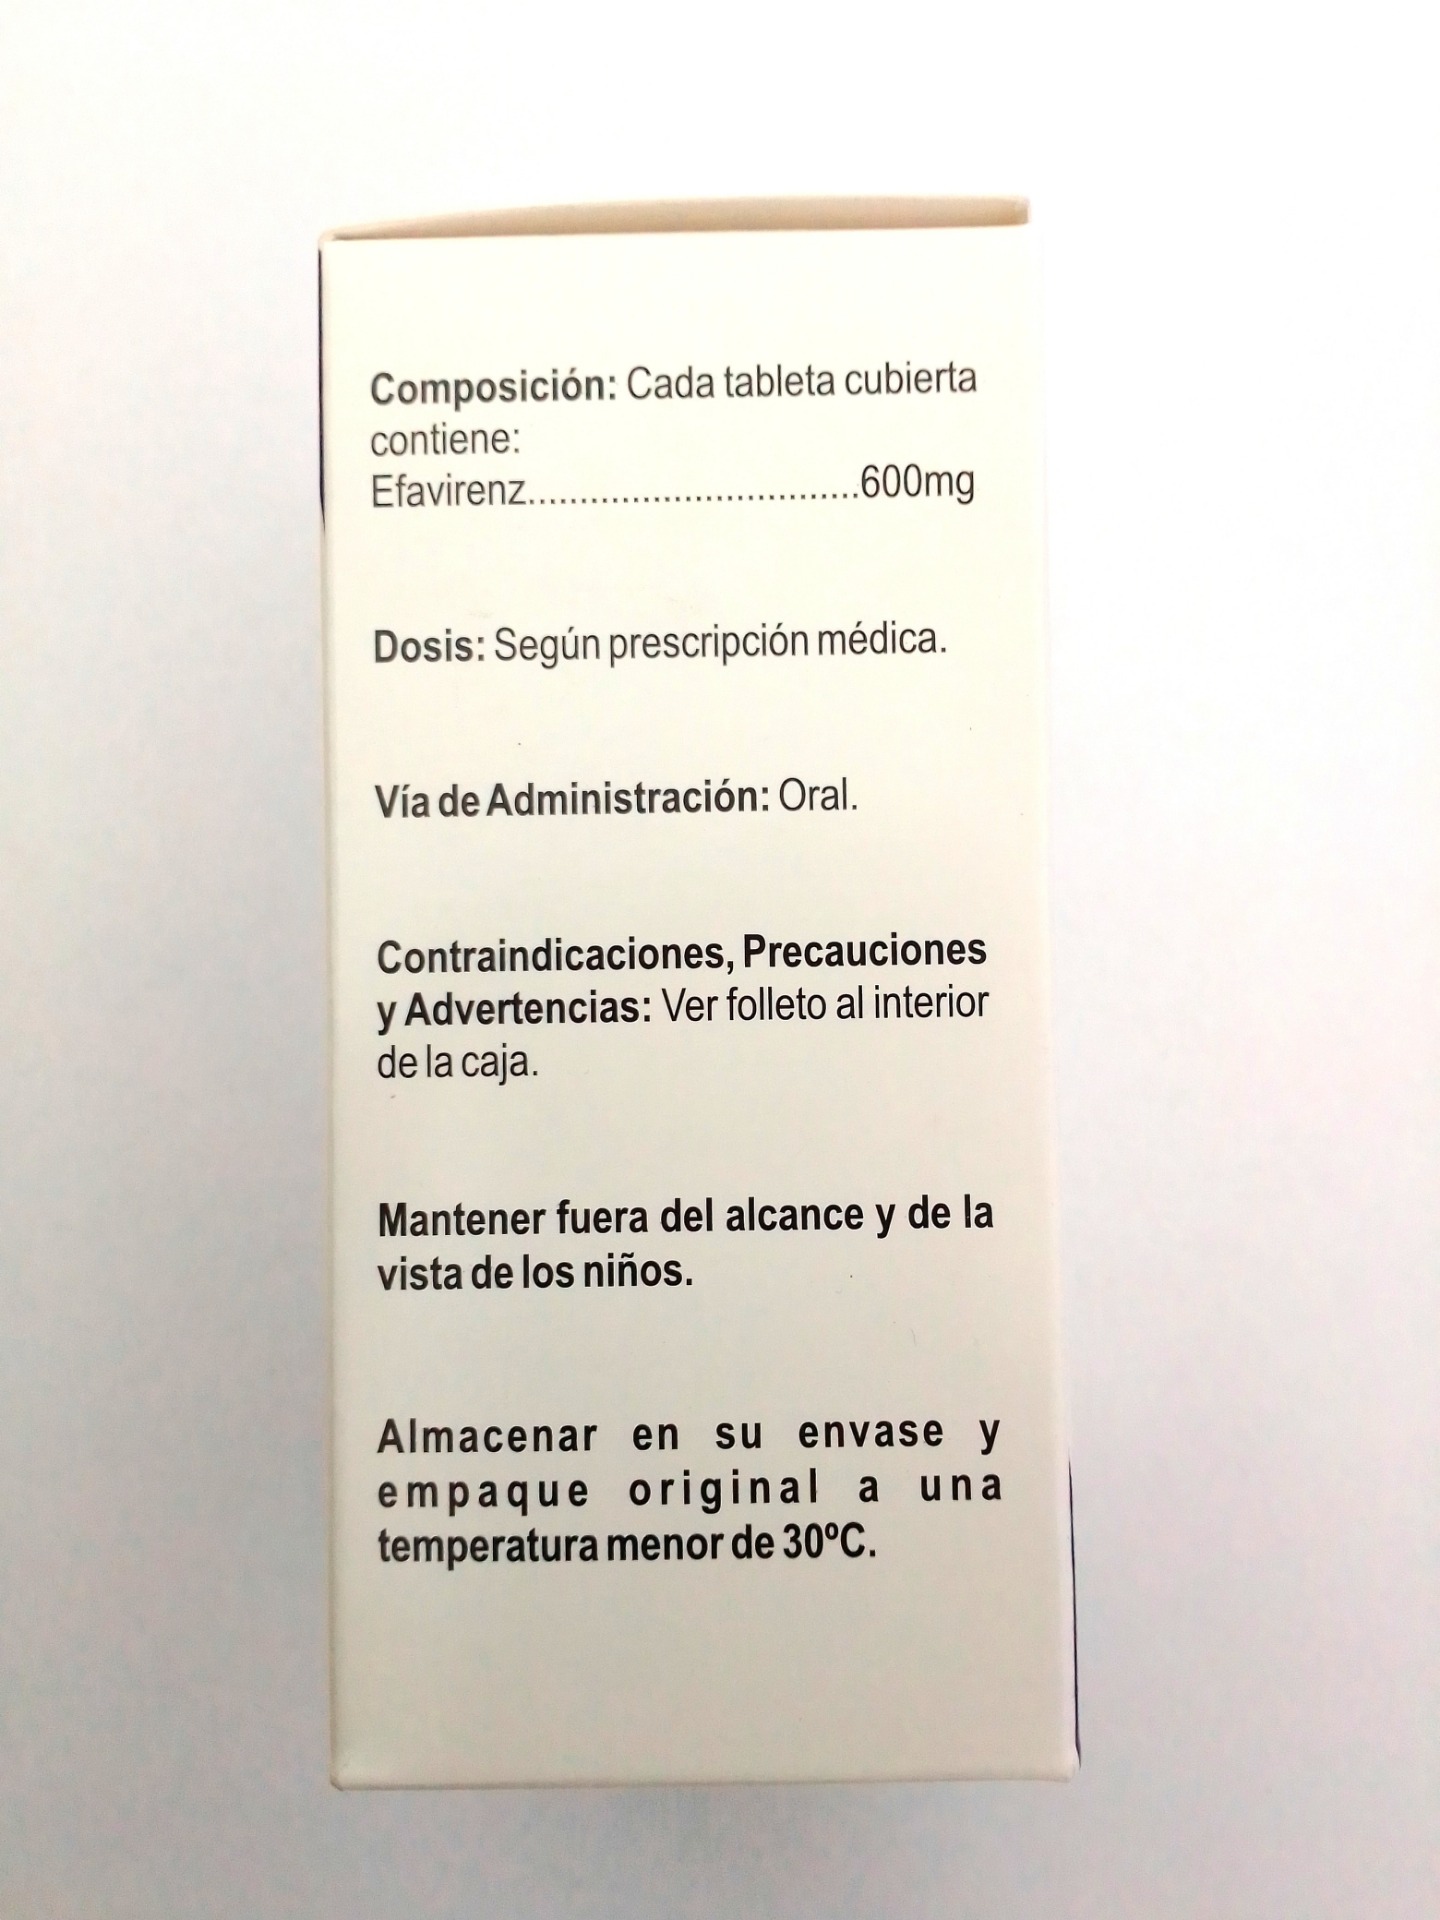 Composición: Cada tableta cubierta
contiene:
Efavirenz................................600mg
Dosis: Según prescripción médica.
Vía de Administración: Oral.
Contraindicaciones, Precauciones
y Advertencias: Ver folleto al interior
de la caja.
Mantener fuera del alcance y de la
vista de los niños.
Almacenar en su envase y
empaque original a una
temperatura menor de 30ºC.